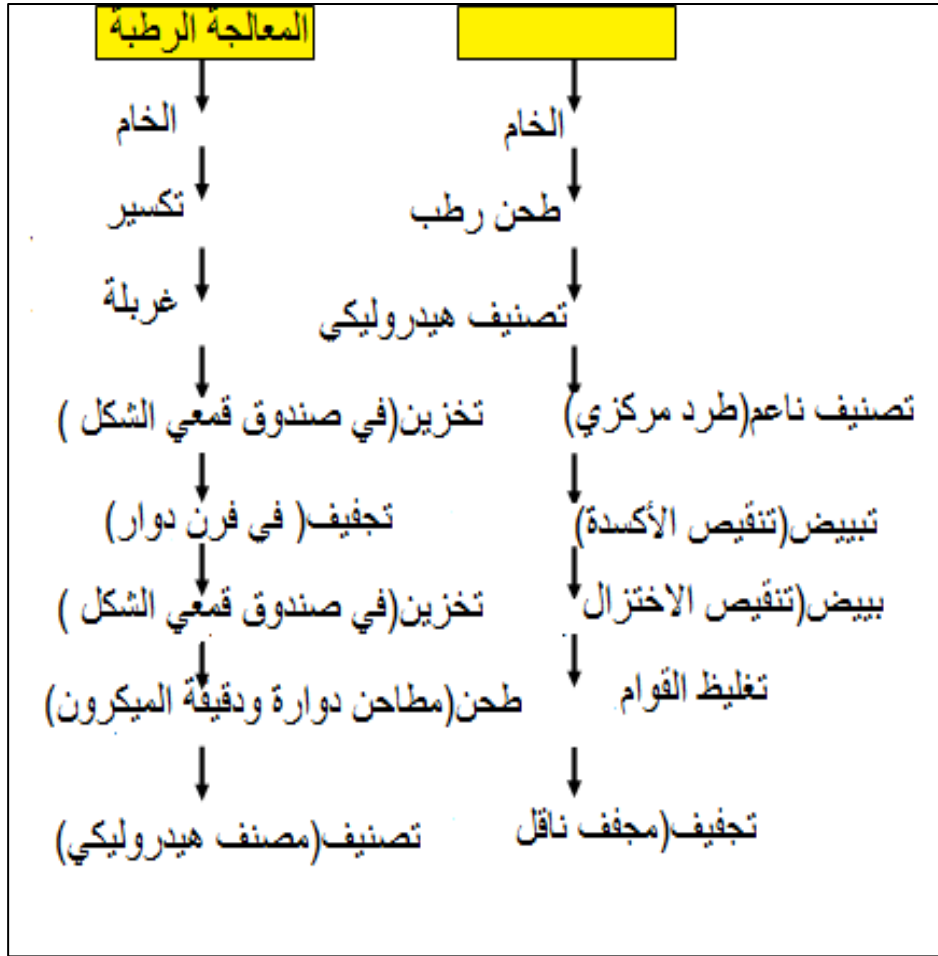 المعالجة الرطبة
الخام
تكسير
غربلة
تخزين(في صندوق قمعي الشكل )
تجفيف( في فرن دوار)
تخزين(في صندوق قمعي الشكل )
طحن(مطاحن دوارة ودقيقة الميكرون)
تصنيف(مصنف هيدروليكي)
الخام
طحن رطب
تصنيف هيدروليكي
تصنيف ناعم(طرد مركزي)
تبييض(تنقيص الأكسدة)
بييض(تنقيص الاختزال
تغليظ القوام
تجفيف(مجفف ناقل